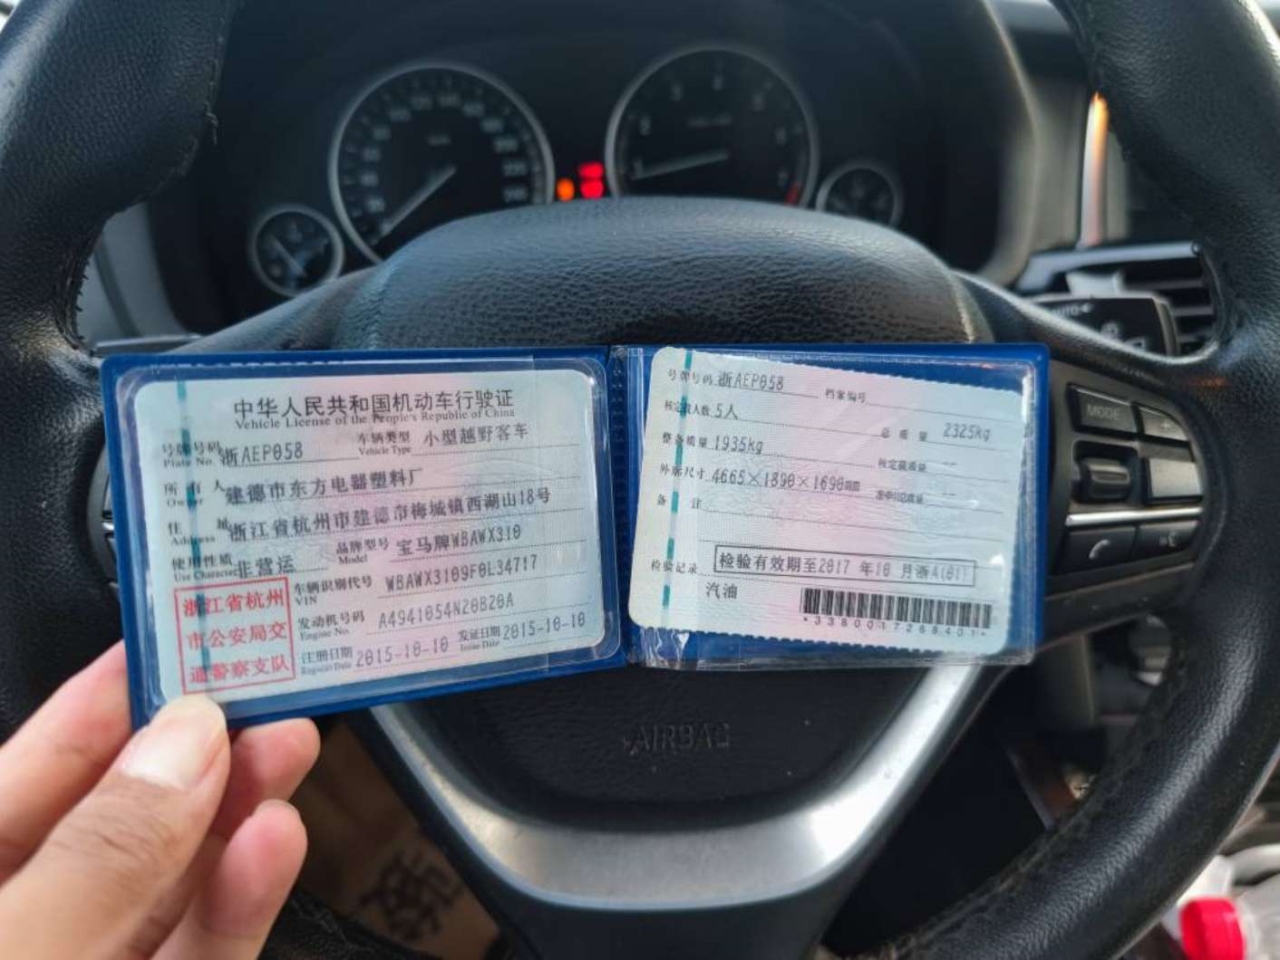 中华人民共和国机动车行驶证
Vehicle License of the People's Republic of China
号牌号码 浙AEP058 车辆类型 小型越野客车
Plate No. Vehicle Type
所有人 建德市东方电器塑料厂
Owner
住址 浙江省杭州市建德市梅城镇西湖山18号
Address
使用性质 非营运 品牌型号 宝马牌WBAWX310
Use Character Model
浙江省杭州
市公安局交
通警察支队
车辆识别代号 WBAWX3109F0L34717
VIN
发动机号码 A4941054N20B20A
Engine No.
注册日期 2015-10-10 发证日期 2015-10-10
Register Date Issue Date
号牌号码 浙AEP058 档案编号
核定载人数 5人 总质量 2325kg
整备质量 1935kg 核定载质量 --
外廓尺寸 4665×1890×1690mm 准牵引总质量 --
备注
检验记录 检验有效期至2017年10月浙A(01)
汽油
*3380017268401*
MODE
AIRBAG
AUTO